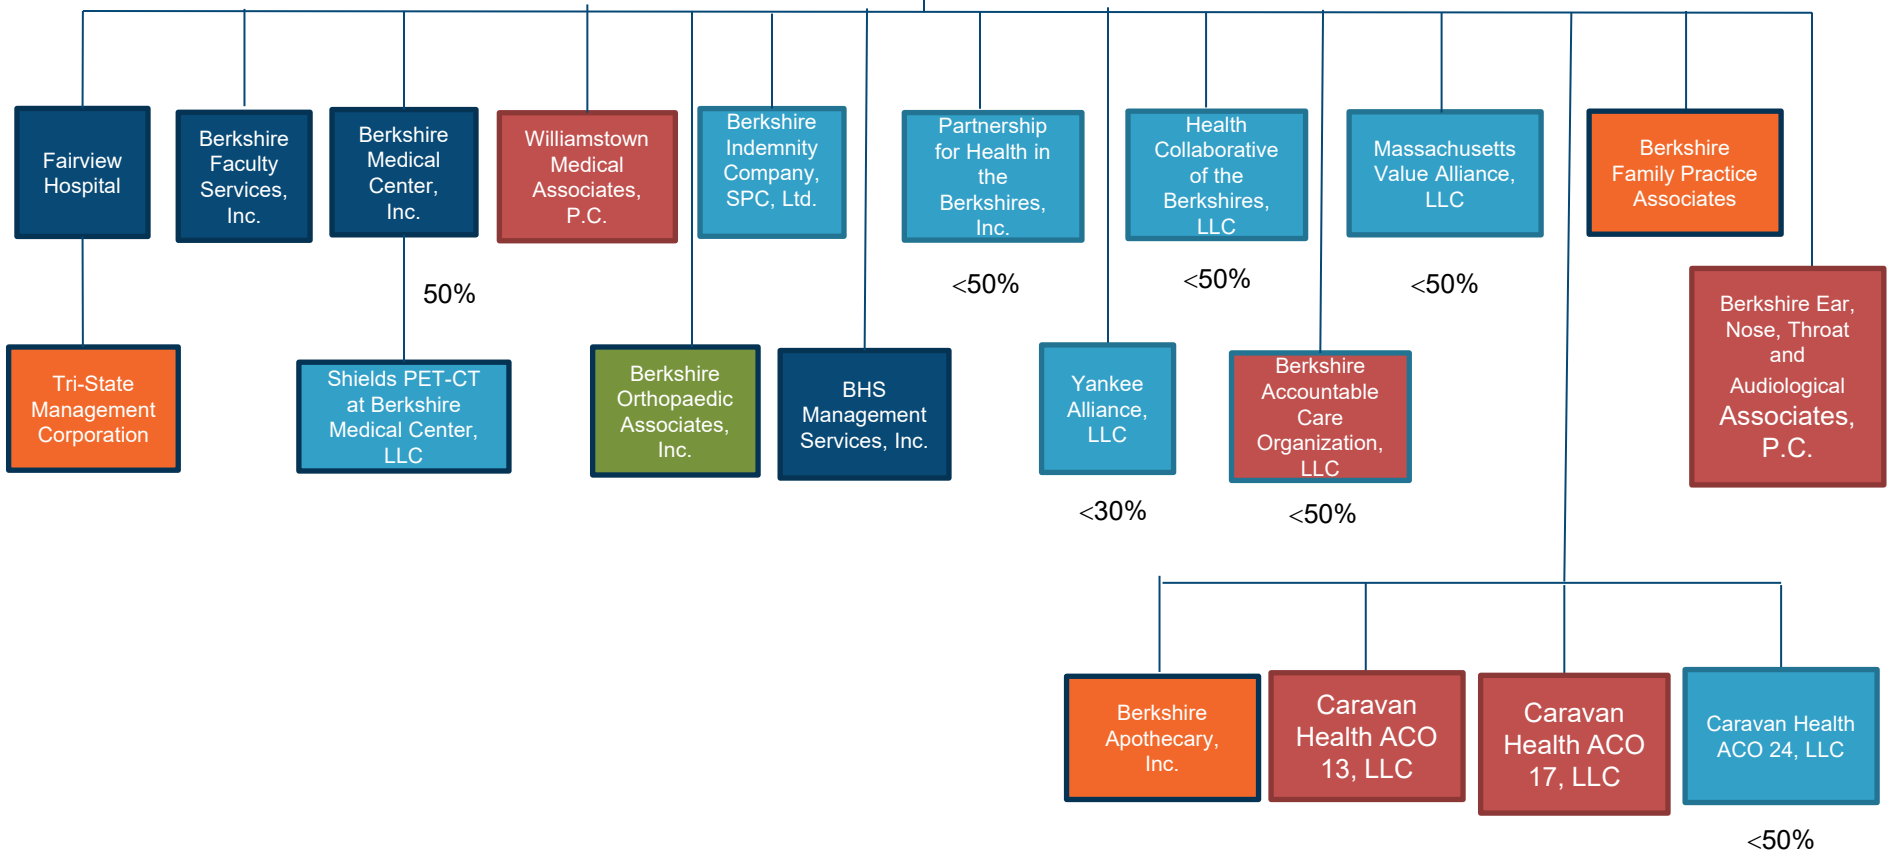 Fairview
Hospital
Berkshire
Faculty
Services,
Inc.
Berkshire
Medical
Center,
Inc.
Williamstown
Medical
Associates,
P.C.
Berkshire
Indemnity
Company,
SPC, Ltd.
Partnership
for Health in
the
Berkshires,
Inc.
Health
Collaborative
of the
Berkshires,
LLC
Massachusetts
Value Alliance,
LLC
Berkshire
Family Practice
Associates
50%
<50%
<50%
<50%
Tri-State
Management
Corporation
Shields PET-CT
at Berkshire
Medical Center,
LLC
Berkshire
Orthopaedic
Associates,
Inc.
BHS
Management
Services, Inc.
Yankee
Alliance,
LLC
Berkshire
Accountable
Care
Organization,
LLC
Berkshire Ear,
Nose, Throat
and
Audiological
Associates,
P.C.
<30%
<50%
Berkshire
Apothecary,
Inc.
Caravan
Health ACO
13, LLC
Caravan
Health ACO
17, LLC
Caravan Health
ACO 24, LLC
<50%